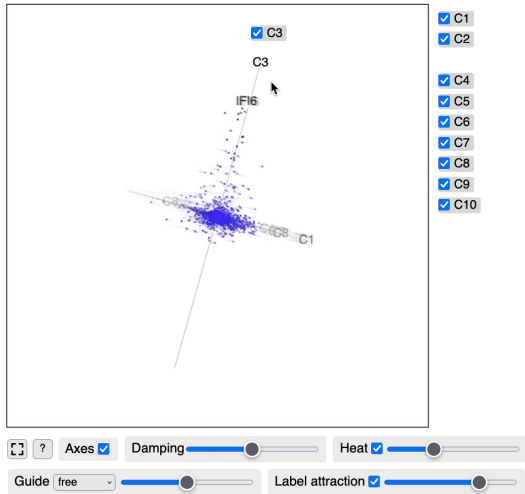 C3
C1
C2
C3
IFI6
C4
C5
C6
C7
C8
C9
C10
C1
?
Axes
Damping
Heat
Guide
free
Label attraction